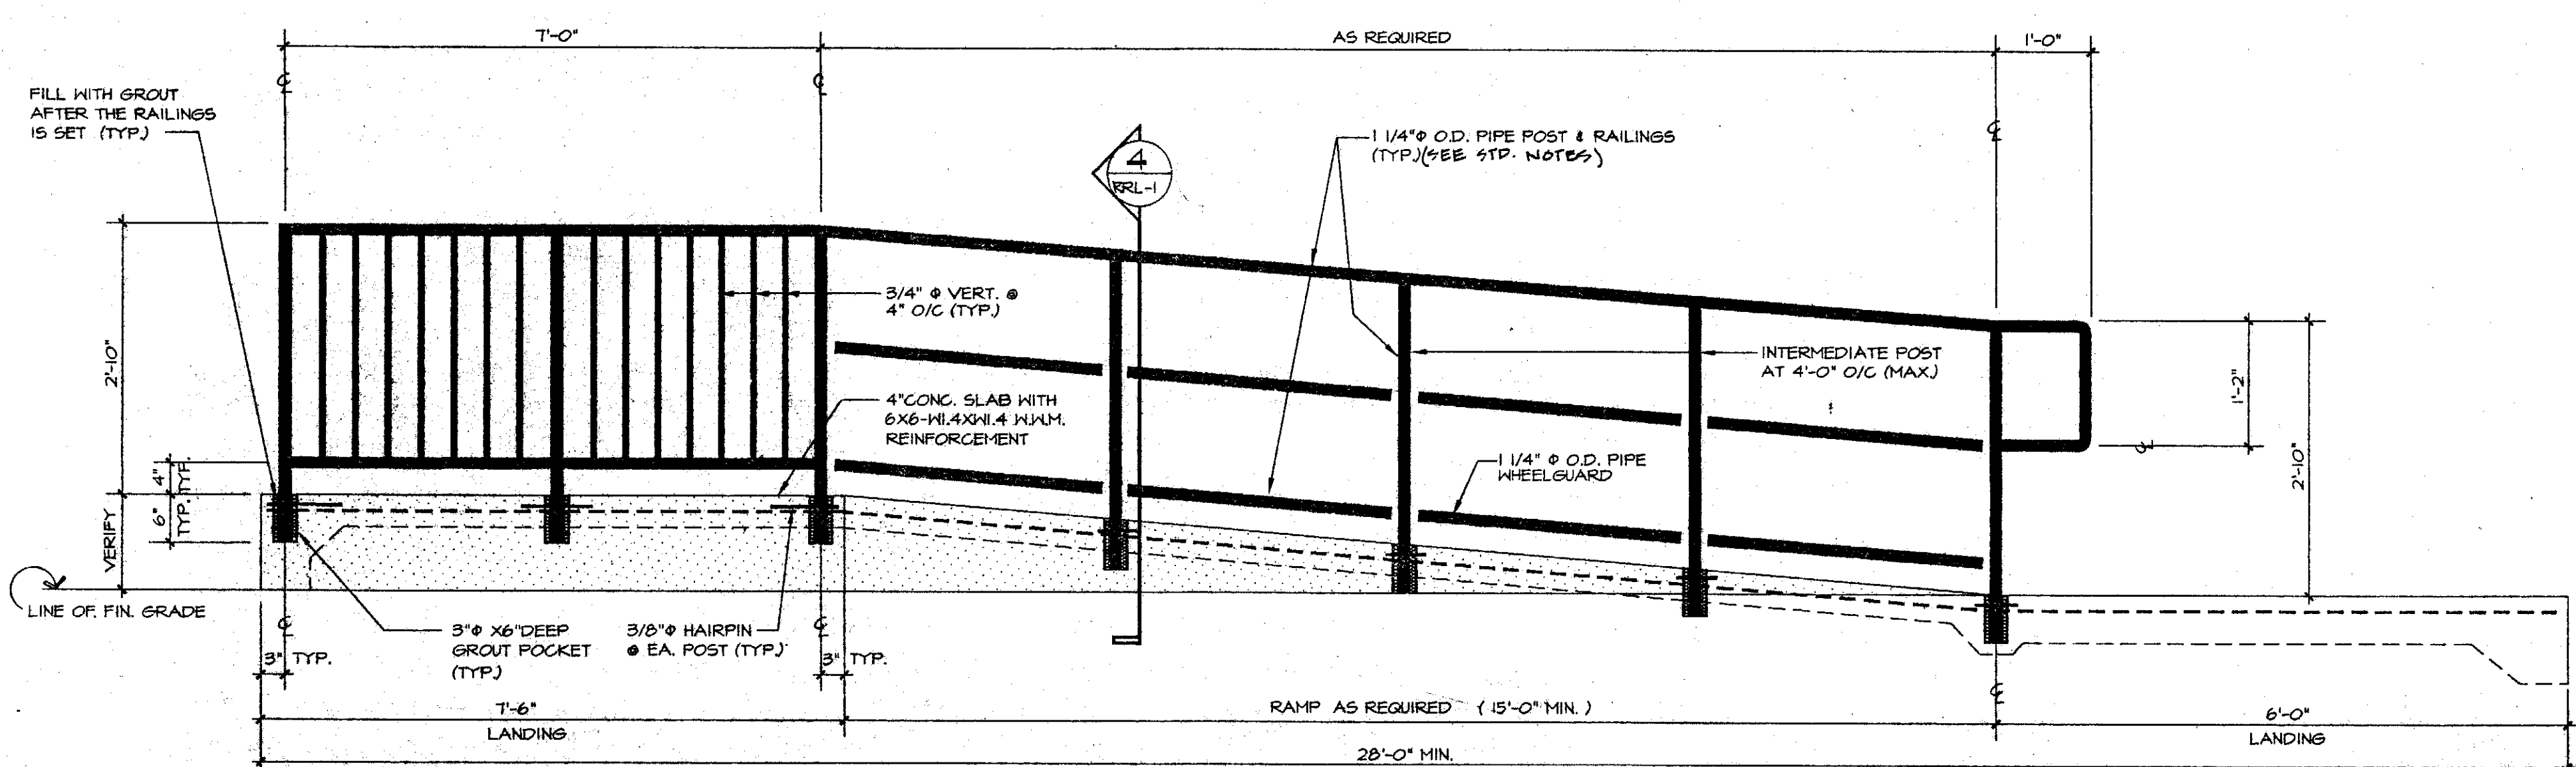 7'-0"
AS REQUIRED
1'-0"
℄
℄
℄
FILL WITH GROUT
AFTER THE RAILINGS
IS SET (TYP.)
4
RRL-1
1 1/4"Φ O.D. PIPE POST & RAILINGS
(TYP.)(SEE STD. NOTES)
3/4" Φ VERT. @
4" O/C (TYP.)
2'-10"
INTERMEDIATE POST
AT 4'-0" O/C (MAX.)
1'-2"
2'-10"
4"CONC. SLAB WITH
6X6-W1.4XW1.4 W.W.M.
REINFORCEMENT
1 1/4" Φ O.D. PIPE
WHEELGUARD
℄
4"
TYP.
6"
TYP.
VERIFY
LINE OF. FIN. GRADE
℄
℄
3"Φ X6"DEEP
GROUT POCKET
(TYP.)
3/8"Φ HAIRPIN
@ EA. POST (TYP.)
3" TYP.
3" TYP.
℄
7'-6"
LANDING
RAMP AS REQUIRED (15'-0" MIN.)
6'-0"
LANDING
28'-0" MIN.